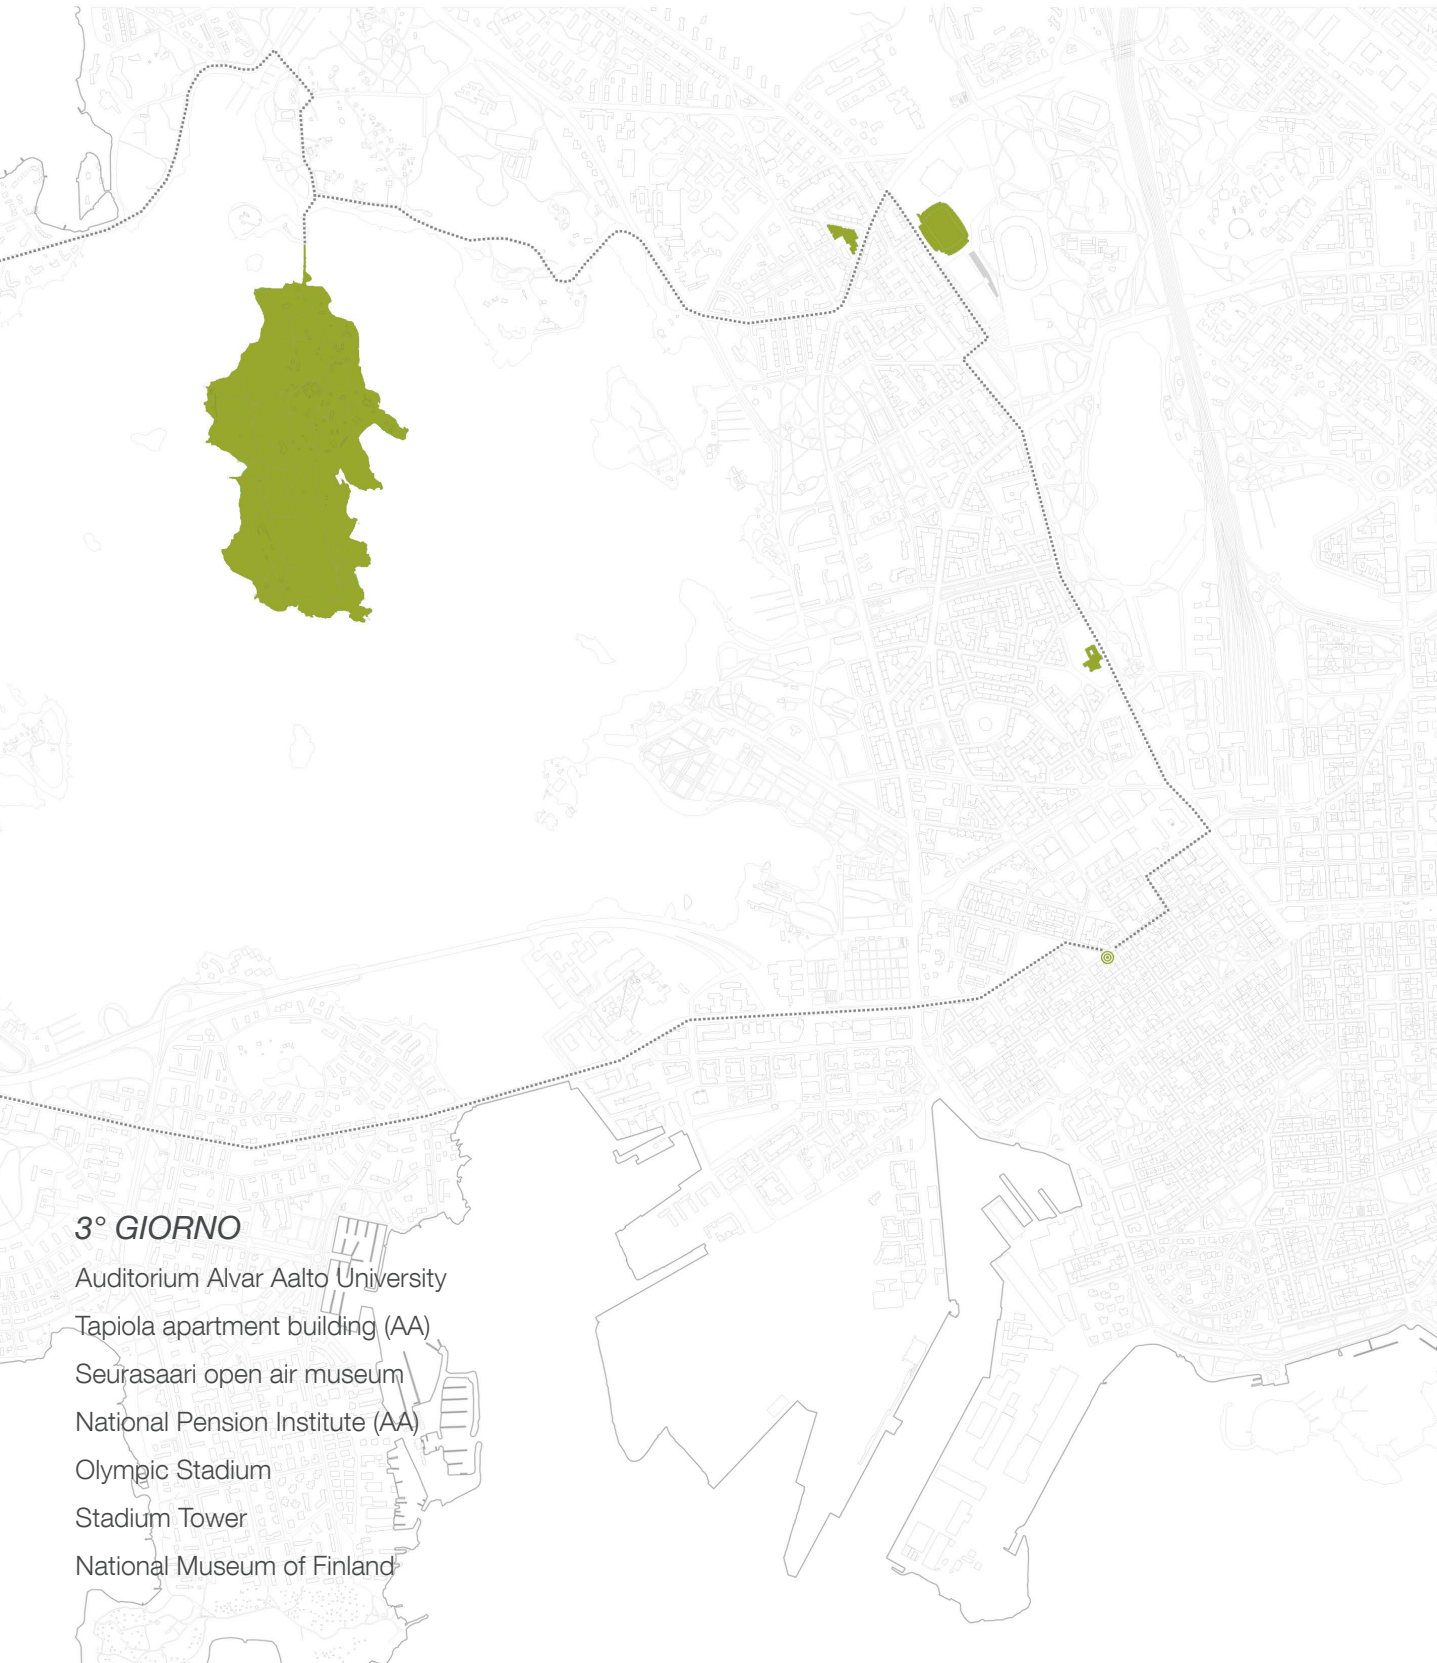 3° GIORNO
Auditorium Alvar Aalto University
Tapiola apartment building (AA)
Seurasaari open air museum
National Pension Institute (AA)
Olympic Stadium
Stadium Tower
National Museum of Finland